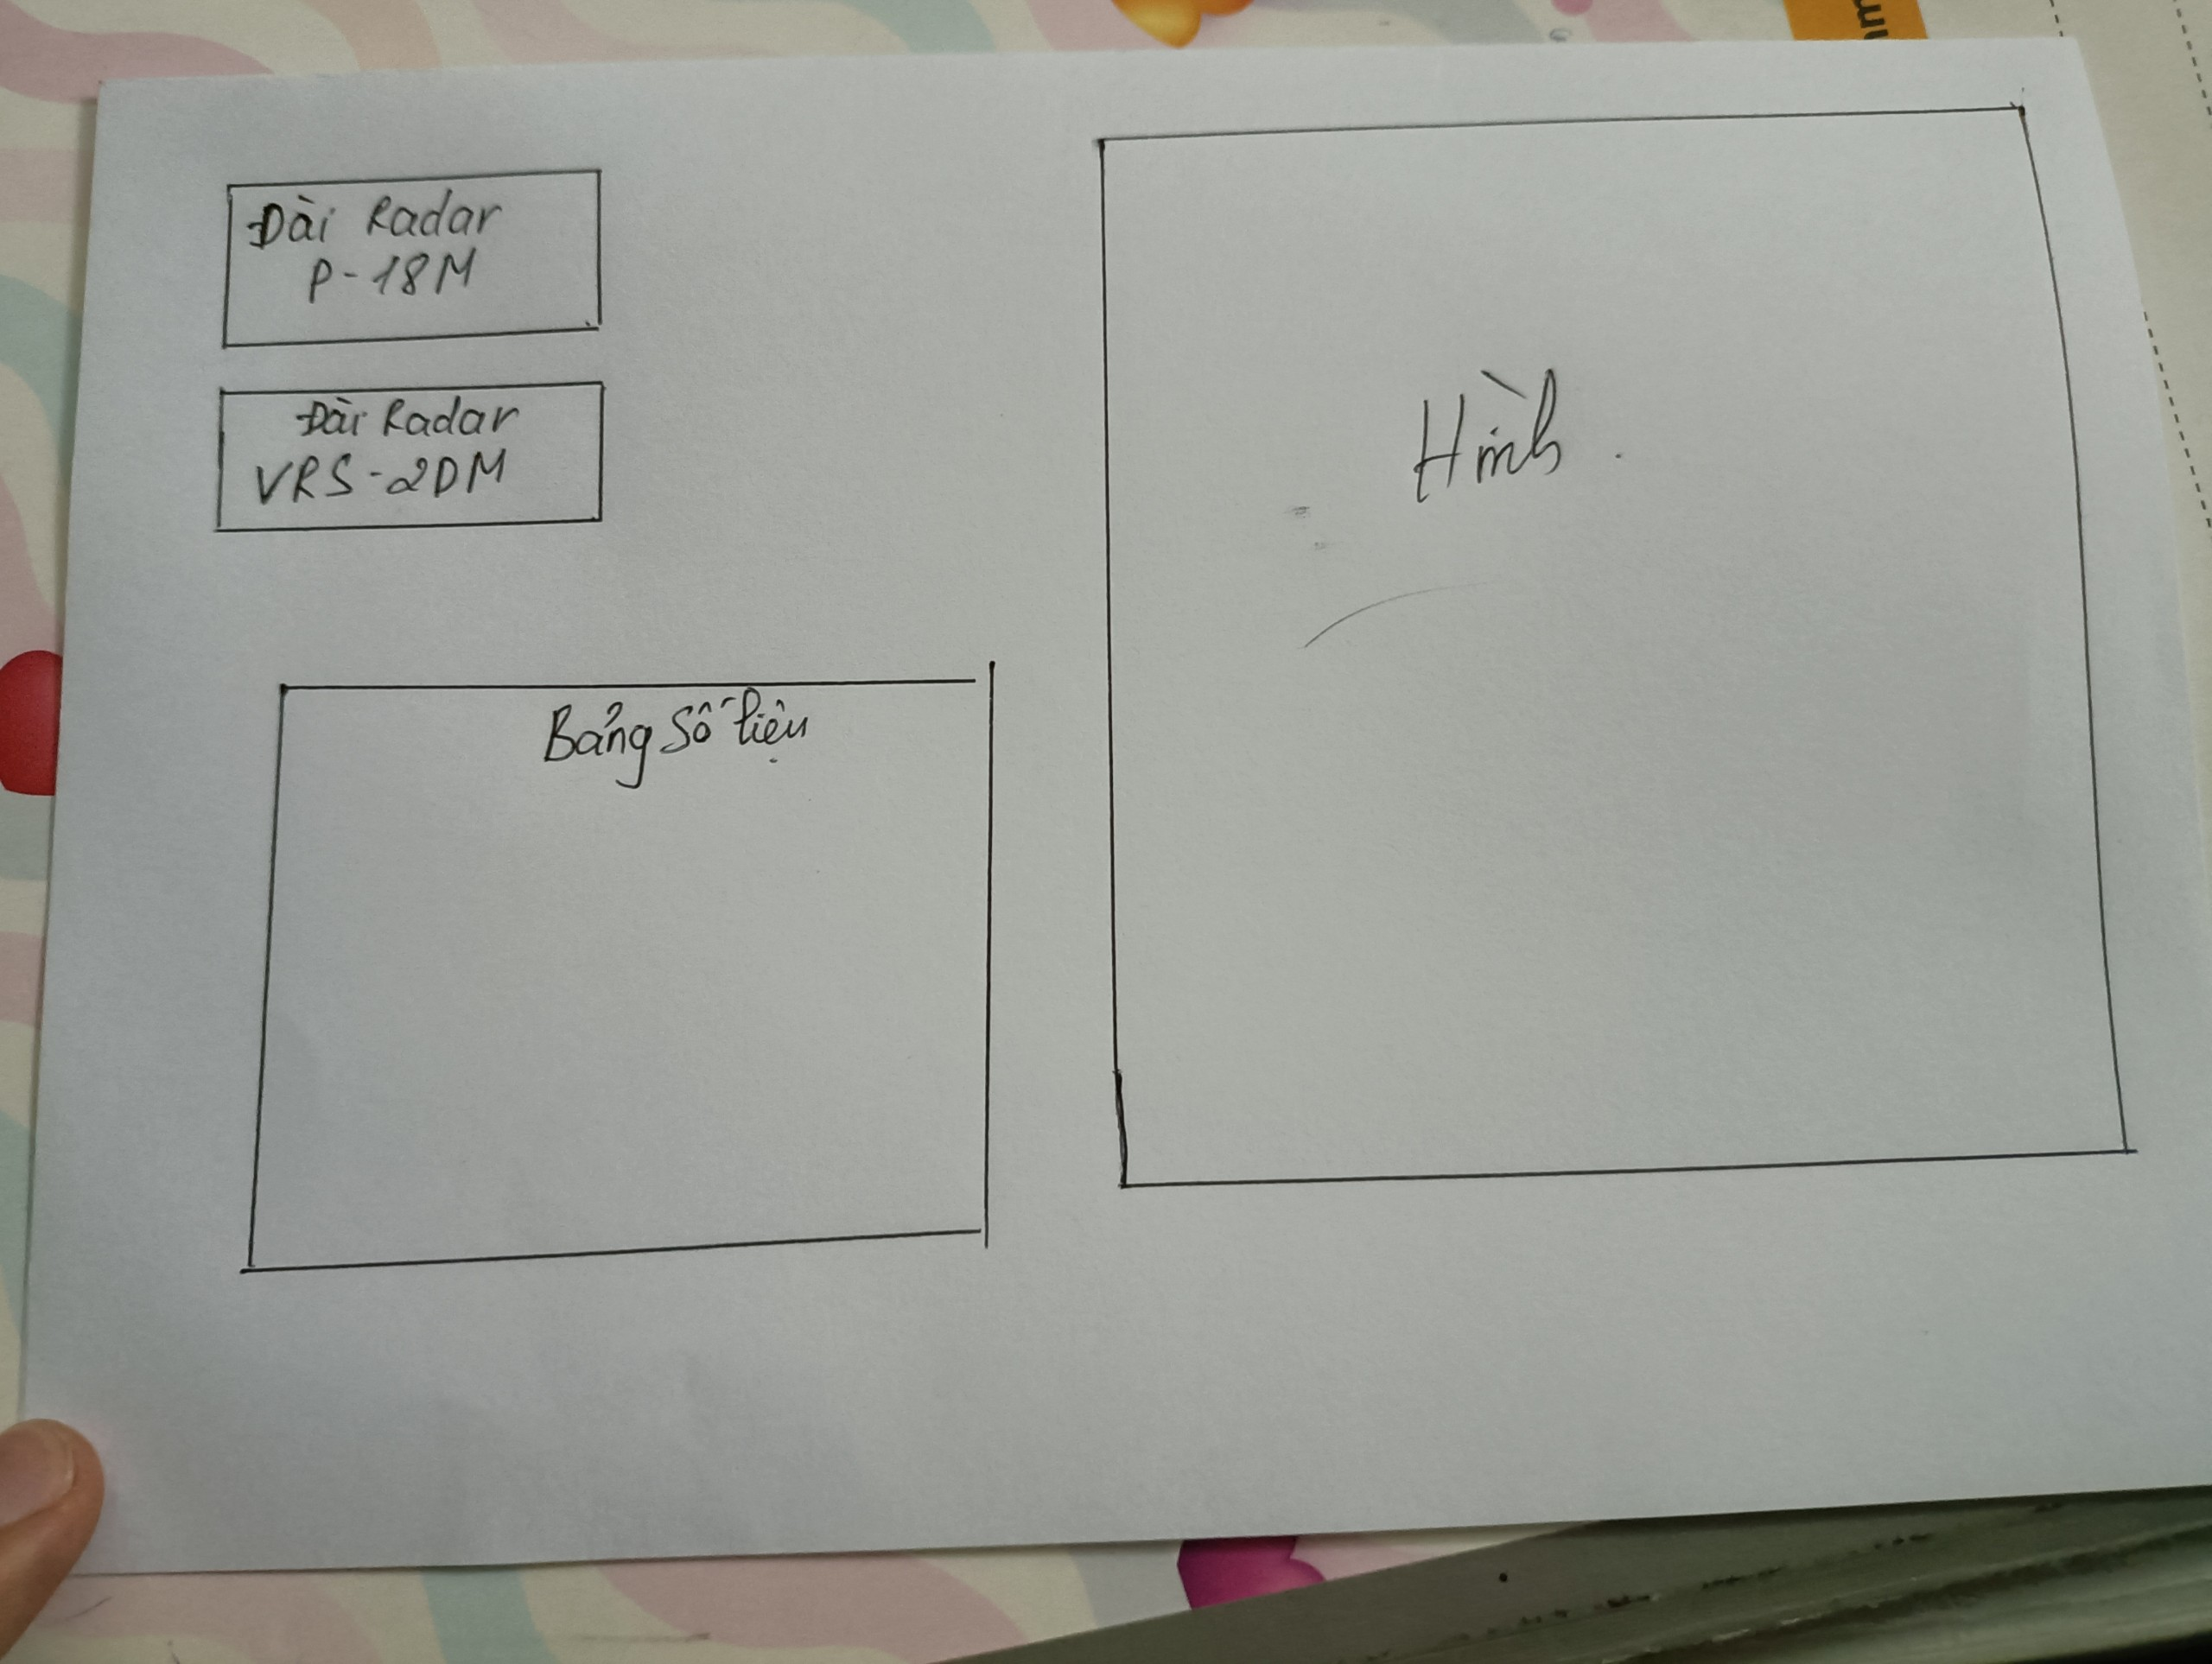 Đài Radar
P-18M
Đài Radar
VRS-2DM
Hình.
Bảng số liệu